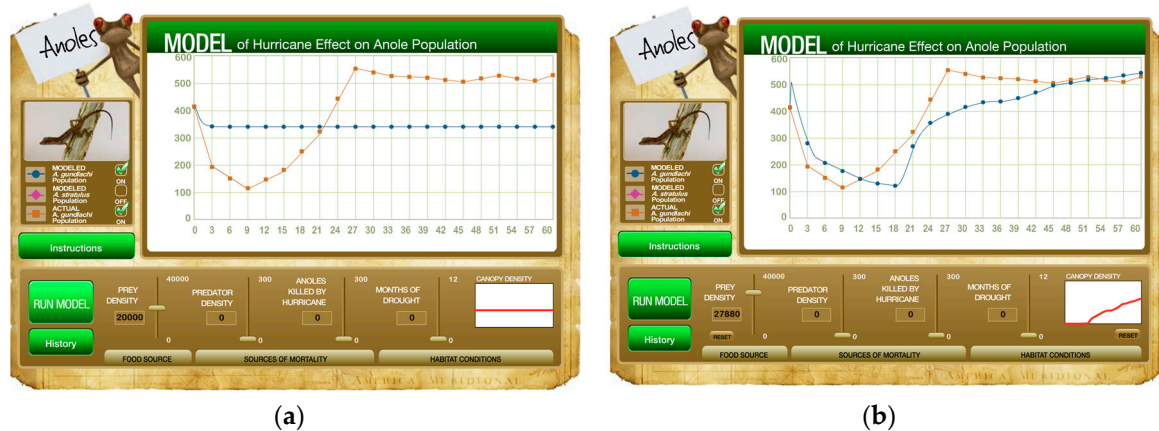 Anoles
MODEL of Hurricane Effect on Anole Population
600
500
400
300
200
100
0
0 3 6 9 12 15 18 21 24 27 30 33 36 39 42 45 48 51 54 57 60
MODELED
A. gundlachi
Population
ON
MODELED
A. stratulus
Population
OFF
ACTUAL
A. gundlachi
Population
ON
Instructions
RUN MODEL
History
PREY
DENSITY
20000
40000
0
PREDATOR
DENSITY
0
300
0
ANOLES
KILLED BY
HURRICANE
0
300
0
MONTHS OF
DROUGHT
0
12
0
CANOPY DENSITY
FOOD SOURCE
SOURCES OF MORTALITY
HABITAT CONDITIONS
AMERICA MERIDIONAL
(a)
Anoles
MODEL of Hurricane Effect on Anole Population
600
500
400
300
200
100
0
0 3 6 9 12 15 18 21 24 27 30 33 36 39 42 45 48 51 54 57 60
MODELED
A. gundlachi
Population
ON
MODELED
A. stratulus
Population
OFF
ACTUAL
A. gundlachi
Population
ON
Instructions
RUN MODEL
History
PREY
DENSITY
27880
RESET
40000
0
PREDATOR
DENSITY
0
300
0
ANOLES
KILLED BY
HURRICANE
0
300
0
MONTHS OF
DROUGHT
0
12
0
CANOPY DENSITY
RESET
FOOD SOURCE
SOURCES OF MORTALITY
HABITAT CONDITIONS
AMERICA MERIDIONAL
(b)